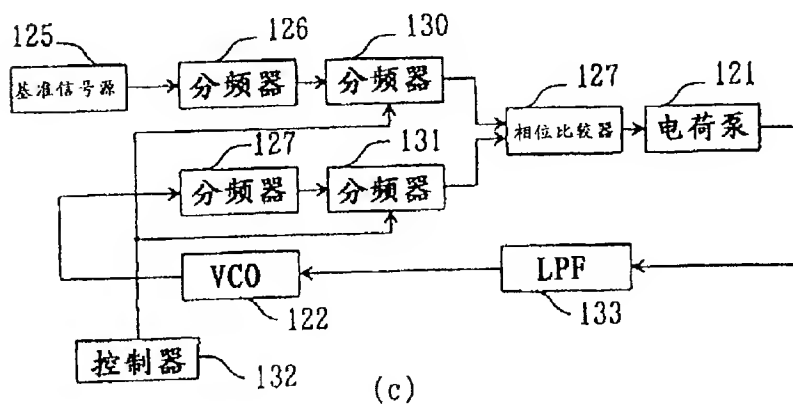 125
126
130
基准信号源
分频器
分频器
127
121
相位比较器
电荷泵
127
131
分频器
分频器
VCO
122
LPF
133
控制器
132
(c)